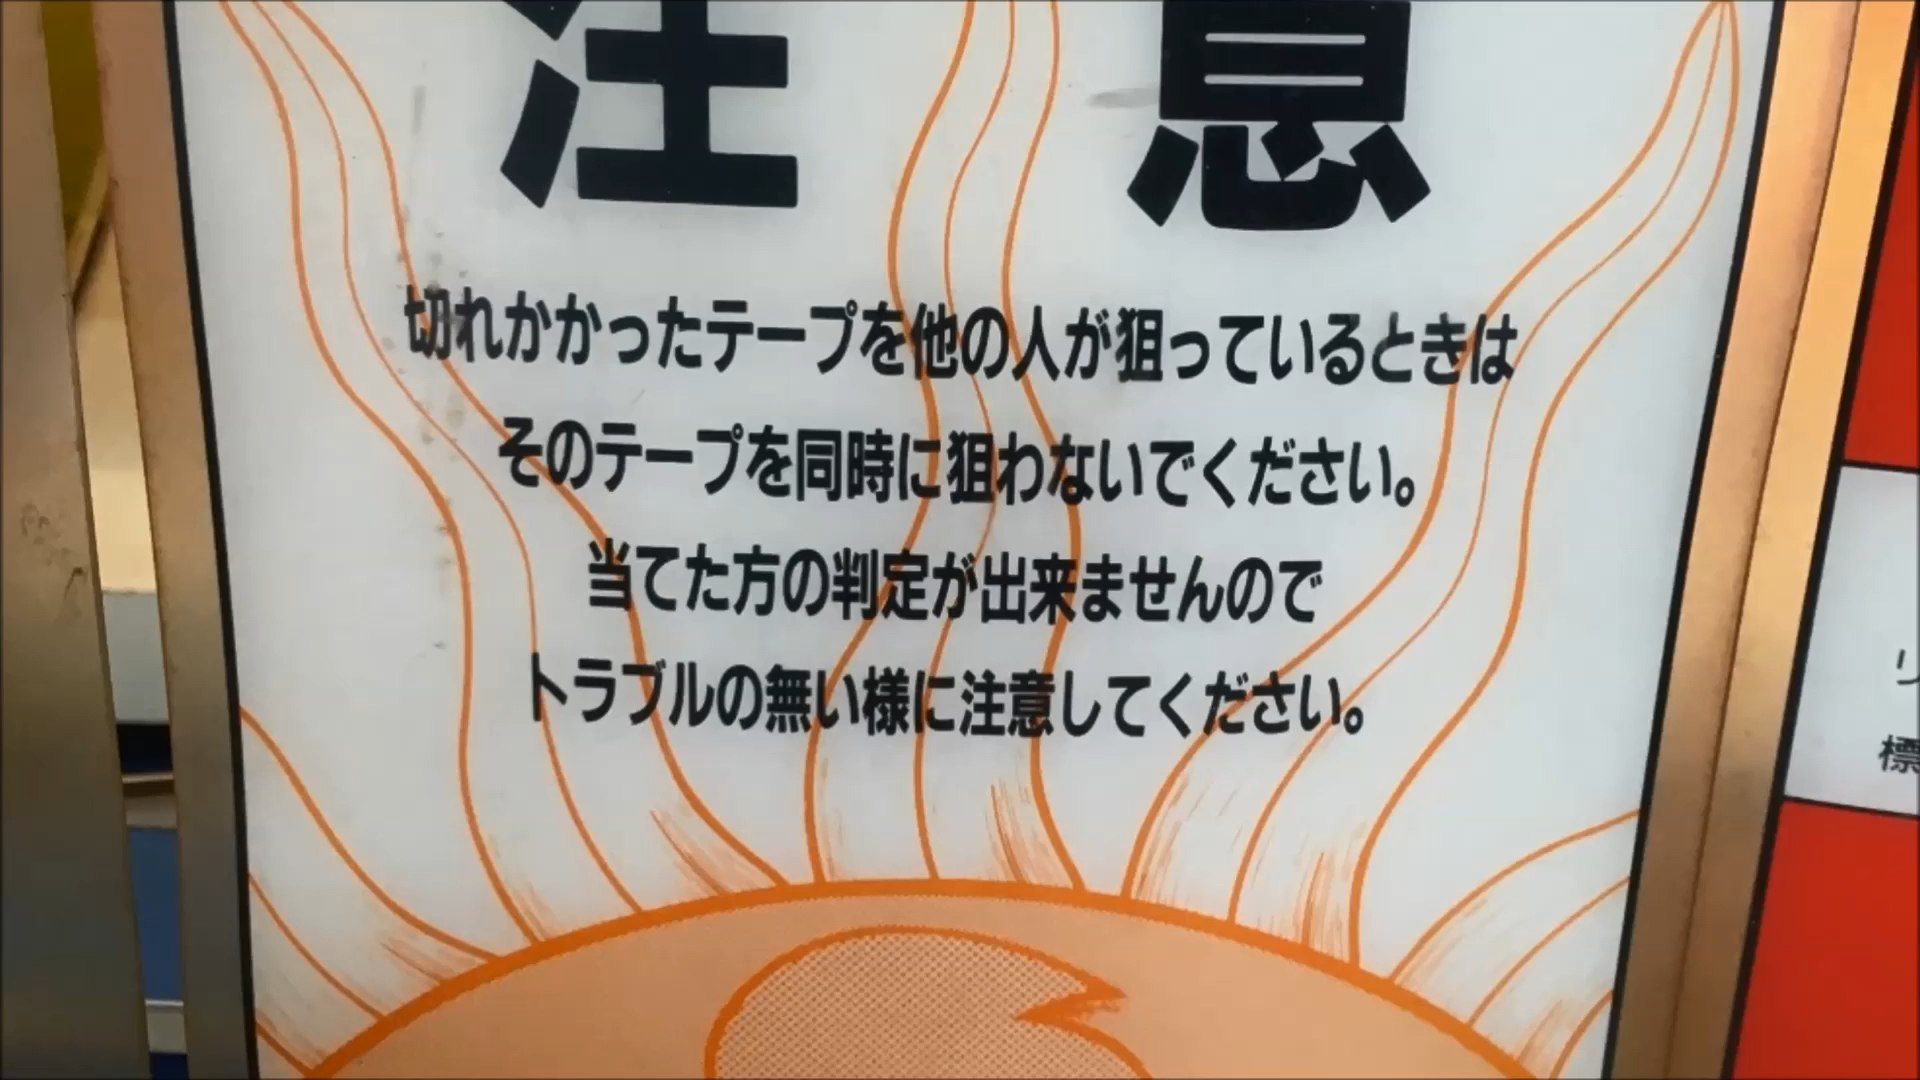 注意
切れかかったテープを他の人が狙っているときは
そのテープを同時に狙わないでください。
当てた方の判定が出来ませんので
トラブルの無い様に注意してください。
リ
標